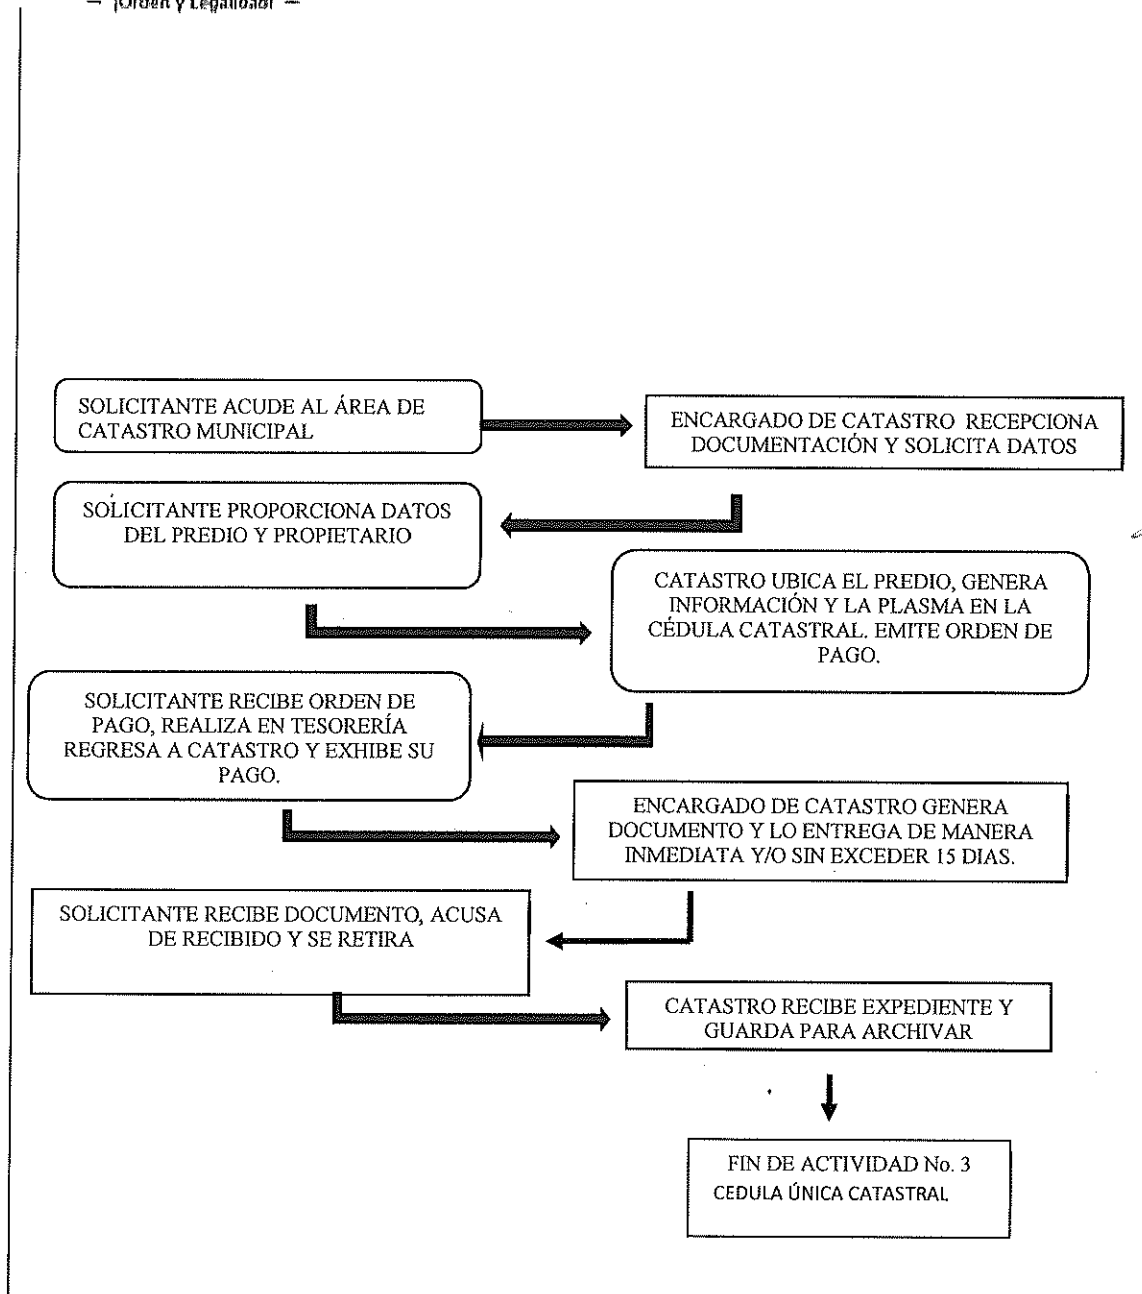 — ¡Orden y Legalidad! —
SOLICITANTE ACUDE AL ÁREA DE
CATASTRO MUNICIPAL
ENCARGADO DE CATASTRO RECEPCIONA
DOCUMENTACIÓN Y SOLICITA DATOS
SOLICITANTE PROPORCIONA DATOS
DEL PREDIO Y PROPIETARIO
CATASTRO UBICA EL PREDIO, GENERA
INFORMACIÓN Y LA PLASMA EN LA
CÉDULA CATASTRAL. EMITE ORDEN DE
PAGO.
SOLICITANTE RECIBE ORDEN DE
PAGO, REALIZA EN TESORERÍA
REGRESA A CATASTRO Y EXHIBE SU
PAGO.
ENCARGADO DE CATASTRO GENERA
DOCUMENTO Y LO ENTREGA DE MANERA
INMEDIATA Y/O SIN EXCEDER 15 DIAS.
SOLICITANTE RECIBE DOCUMENTO, ACUSA
DE RECIBIDO Y SE RETIRA
CATASTRO RECIBE EXPEDIENTE Y
GUARDA PARA ARCHIVAR
FIN DE ACTIVIDAD No. 3
CEDULA ÚNICA CATASTRAL